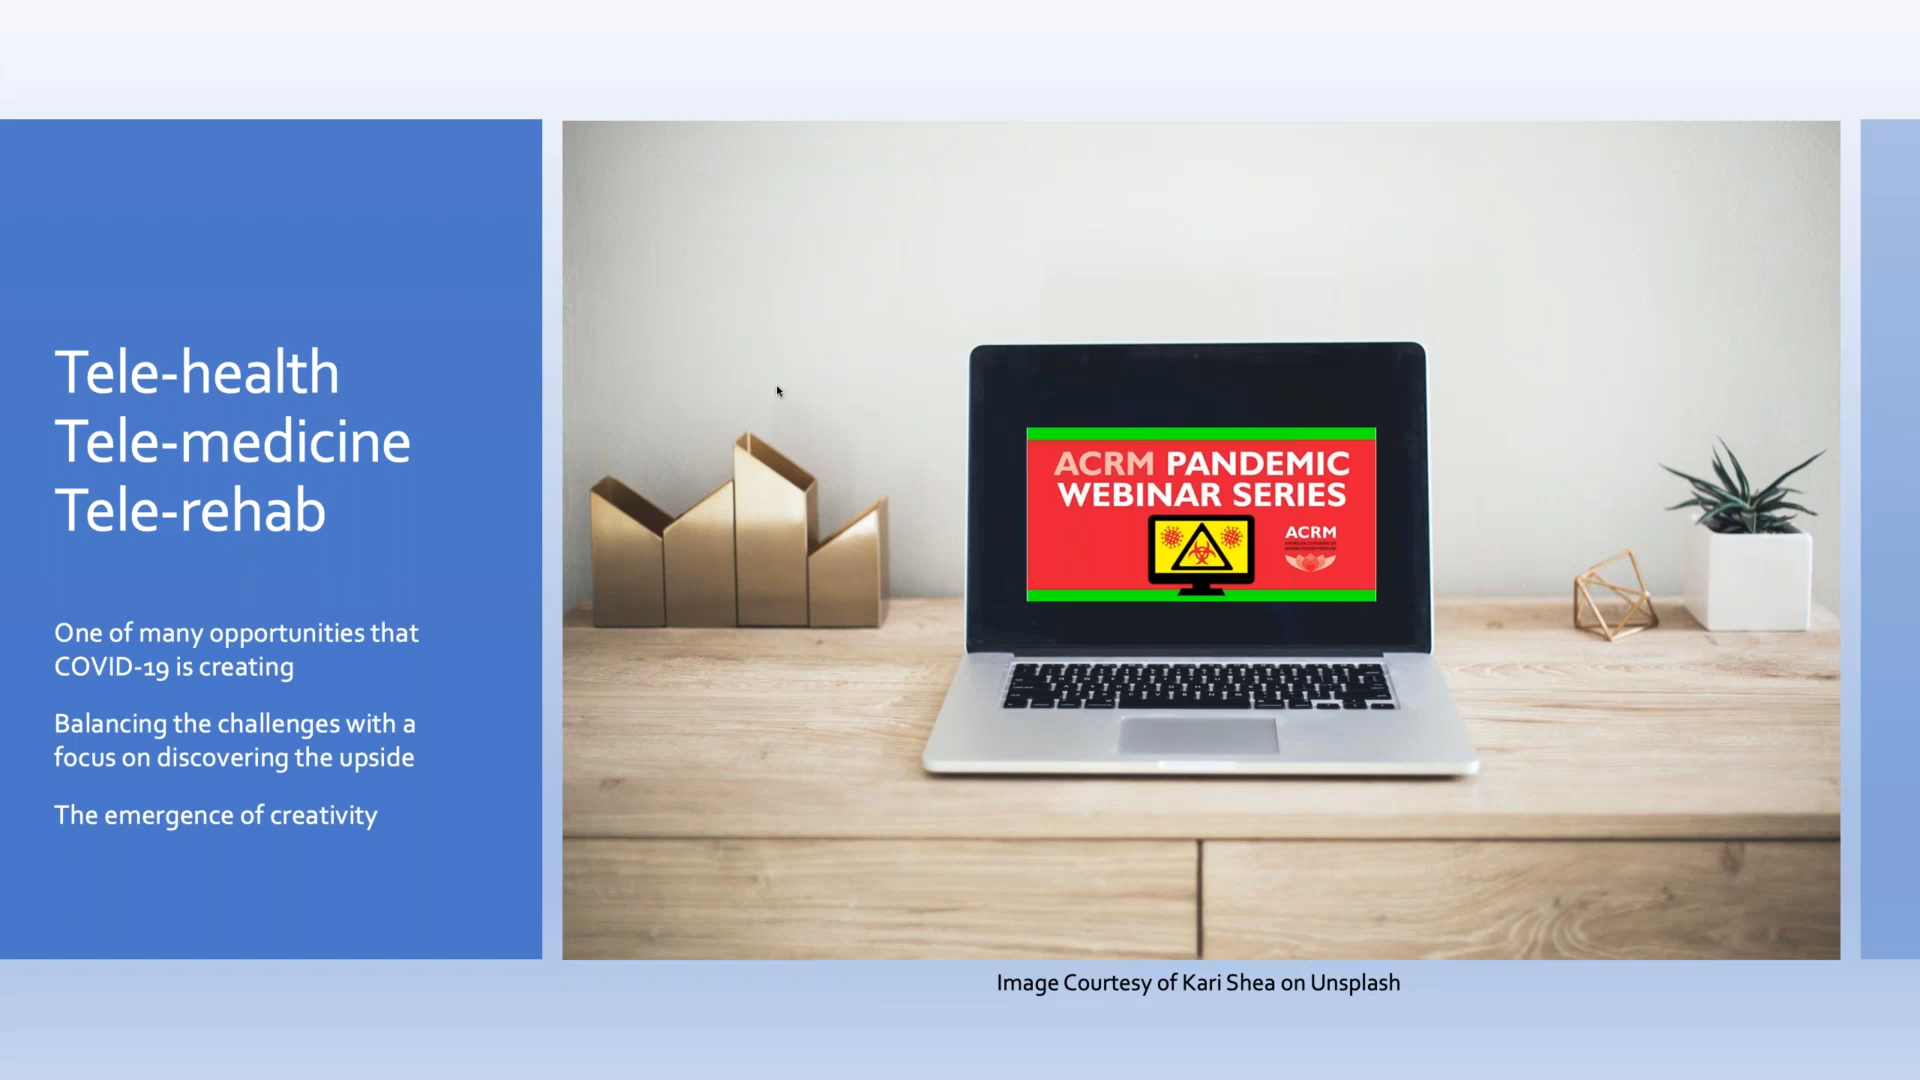 Tele-health
Tele-medicine
Tele-rehab
One of many opportunities that
COVID-19 is creating
Balancing the challenges with a
focus on discovering the upside
The emergence of creativity
ACRM PANDEMIC
WEBINAR SERIES
ACRM
Image Courtesy of Kari Shea on Unsplash